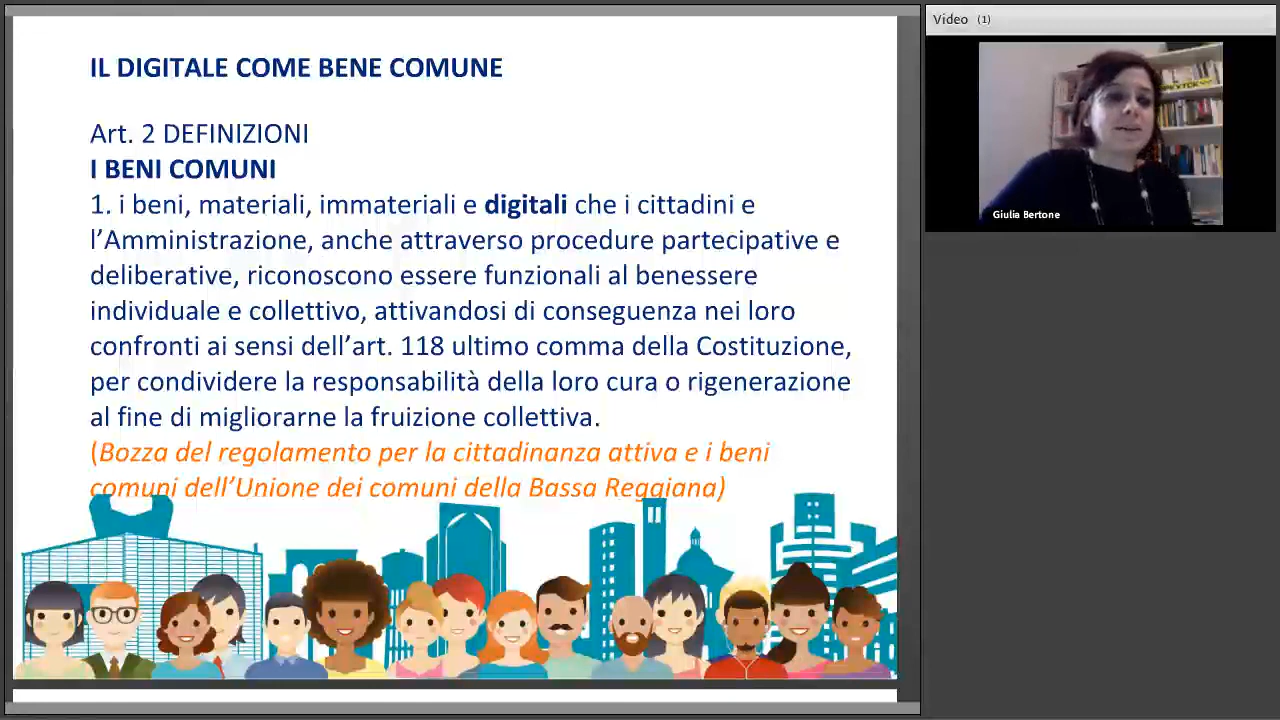 IL DIGITALE COME BENE COMUNE
Art. 2 DEFINIZIONI
I BENI COMUNI
1. i beni, materiali, immateriali e digitali che i cittadini e
l’Amministrazione, anche attraverso procedure partecipative e
deliberative, riconoscono essere funzionali al benessere
individuale e collettivo, attivandosi di conseguenza nei loro
confronti ai sensi dell’art. 118 ultimo comma della Costituzione,
per condividere la responsabilità della loro cura o rigenerazione
al fine di migliorarne la fruizione collettiva.
(Bozza del regolamento per la cittadinanza attiva e i beni
comuni dell’Unione dei comuni della Bassa Reggiana)
Video (1)
Giulia Bertone